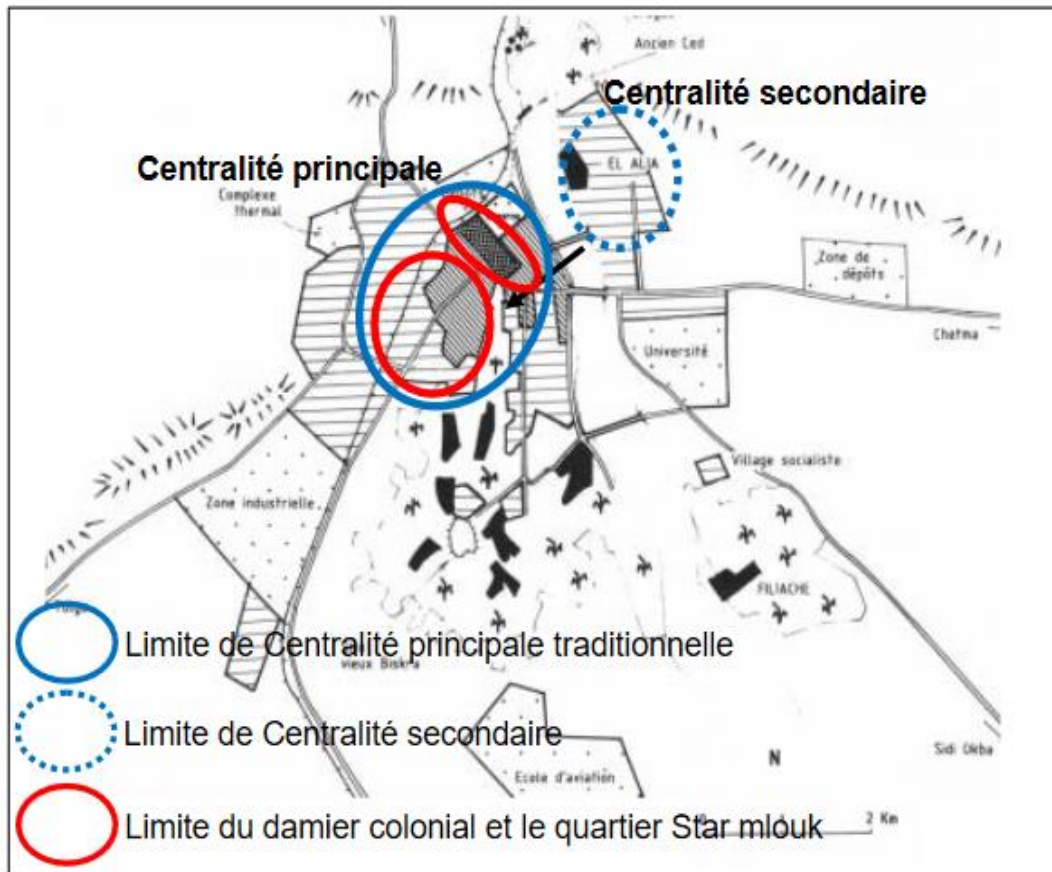 Ancien Ced
Centralité secondaire
EL ALIA
Centralité principale
Complexe
thermal
Zone de
dépôts
Chetma
Université
Village socialiste
Zone industrielle
FILIACHE
Limite de Centralité principale traditionnelle
vieux Biskra
Limite de Centralité secondaire
Sidi Okba
N
Ecole d'aviation
Limite du damier colonial et le quartier Star mlouk
2 Km